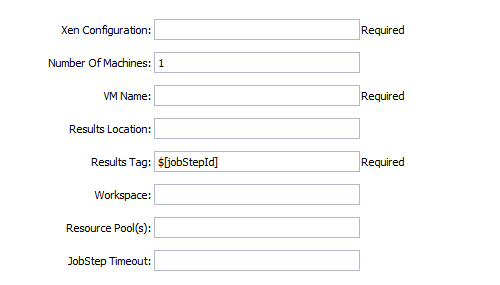 Xen Configuration: Required
Number Of Machines: 1
VM Name: Required
Results Location:
Results Tag: $[jobStepId] Required
Workspace:
Resource Pool(s):
JobStep Timeout: